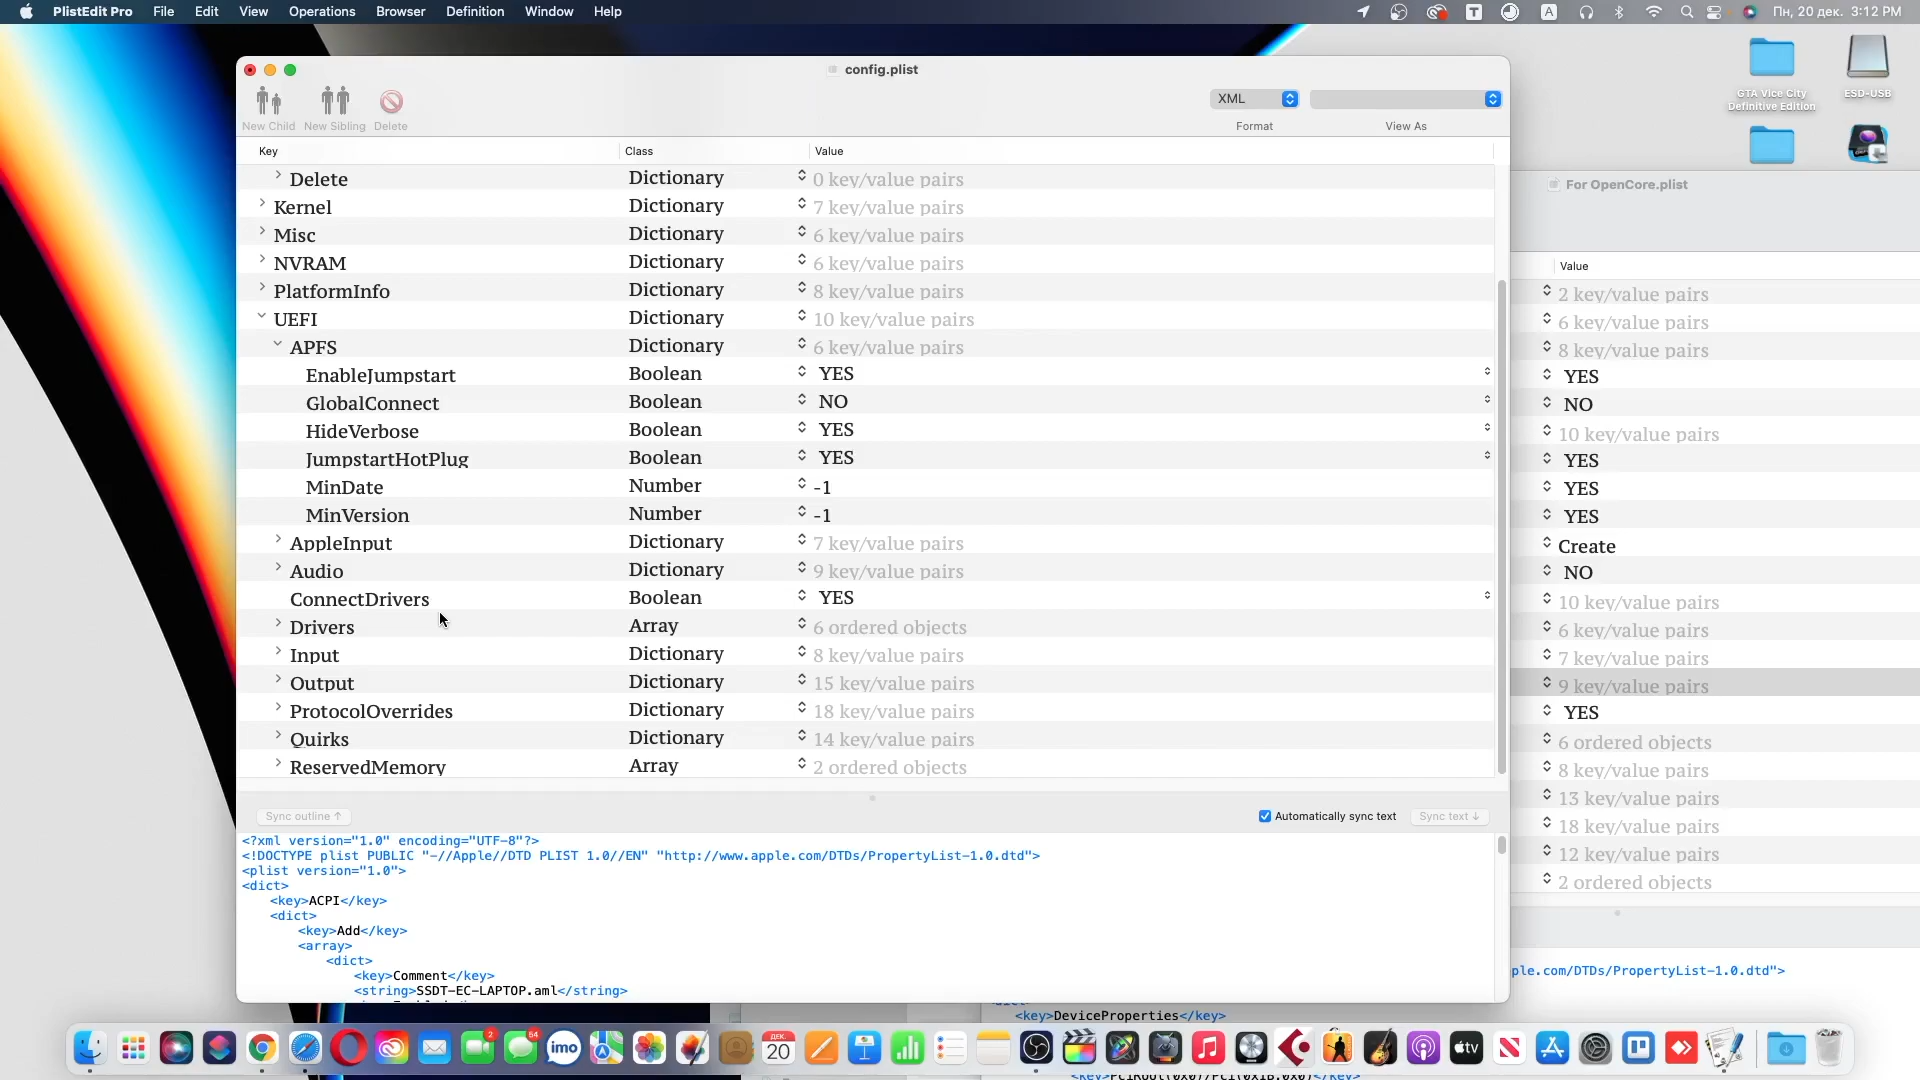 PlistEdit Pro File Edit View Operations Browser Definition Window Help
T A Пн, 20 дек. 3:12 PM
config.plist
New Child New Sibling Delete
XML
Format View As
Key Class Value
Delete Dictionary 0 key/value pairs
Kernel Dictionary 7 key/value pairs
Misc Dictionary 6 key/value pairs
NVRAM Dictionary 6 key/value pairs
PlatformInfo Dictionary 8 key/value pairs
UEFI Dictionary 10 key/value pairs
APFS Dictionary 6 key/value pairs
EnableJumpstart Boolean YES
GlobalConnect Boolean NO
HideVerbose Boolean YES
JumpstartHotPlug Boolean YES
MinDate Number -1
MinVersion Number -1
AppleInput Dictionary 7 key/value pairs
Audio Dictionary 9 key/value pairs
ConnectDrivers Boolean YES
Drivers Array 6 ordered objects
Input Dictionary 8 key/value pairs
Output Dictionary 15 key/value pairs
ProtocolOverrides Dictionary 18 key/value pairs
Quirks Dictionary 14 key/value pairs
ReservedMemory Array 2 ordered objects
Sync outline ↑
Automatically sync text
Sync text ↓
<?xml version="1.0" encoding="UTF-8"?>
<!DOCTYPE plist PUBLIC "-//Apple//DTD PLIST 1.0//EN" "http://www.apple.com/DTDs/PropertyList-1.0.dtd">
<plist version="1.0">
<dict>
<key>ACPI</key>
<dict>
<key>Add</key>
<array>
<dict>
<key>Comment</key>
<string>SSDT-EC-LAPTOP.aml</string>
GTA Vice City
Definitive Edition
ESD-USB
For OpenCore.plist
Value
2 key/value pairs
6 key/value pairs
8 key/value pairs
YES
NO
10 key/value pairs
YES
YES
YES
Create
NO
10 key/value pairs
6 key/value pairs
7 key/value pairs
9 key/value pairs
YES
6 ordered objects
8 key/value pairs
13 key/value pairs
18 key/value pairs
12 key/value pairs
2 ordered objects
ple.com/DTDs/PropertyList-1.0.dtd">
<key>DeviceProperties</key>
2
64
imo
ДЕК.
20
tv
<key>PciRoot(0x0)/Pci(0x1B,0x0)</key>